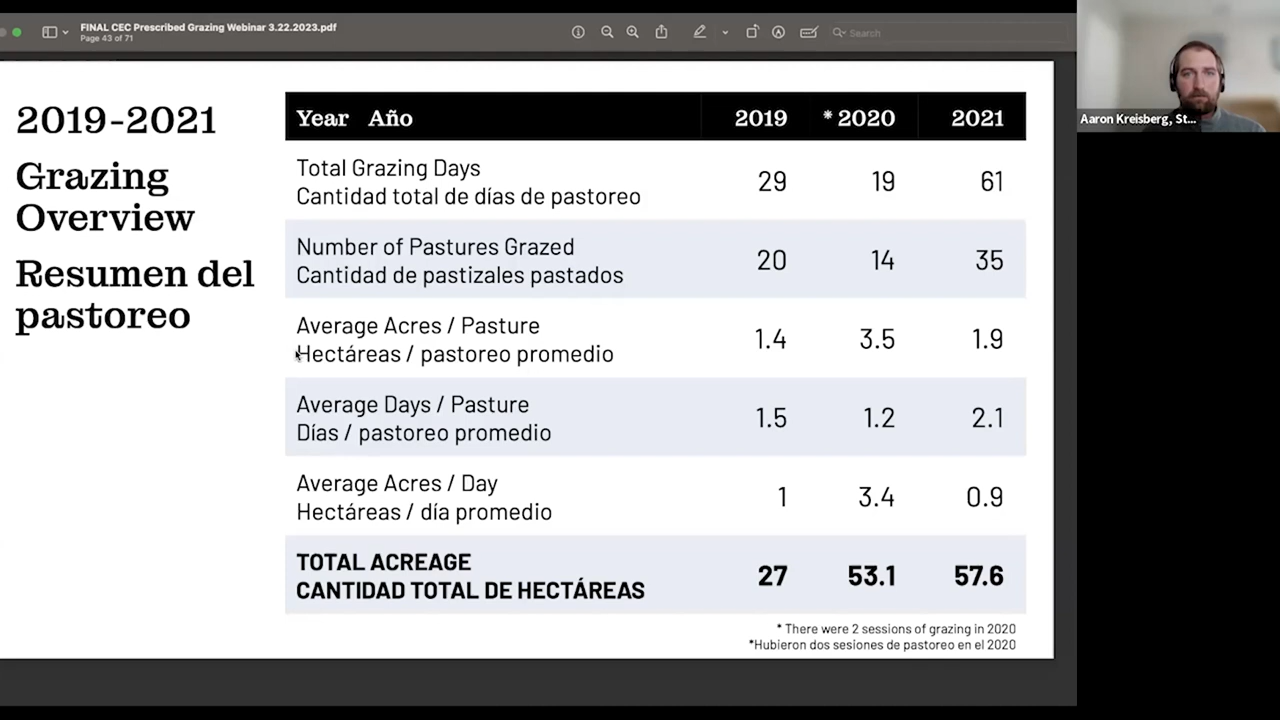 FINAL CEC Prescribed Grazing Webinar 3.22.2023.pdf
Page 43 of 71
Search
Aaron Kreisberg, St...
2019-2021
Grazing
Overview
Resumen del
pastoreo
Year Año 2019 * 2020 2021
Total Grazing Days
Cantidad total de días de pastoreo
29 19 61
Number of Pastures Grazed
Cantidad de pastizales pastados
20 14 35
Average Acres / Pasture
Hectáreas / pastoreo promedio
1.4 3.5 1.9
Average Days / Pasture
Días / pastoreo promedio
1.5 1.2 2.1
Average Acres / Day
Hectáreas / día promedio
1 3.4 0.9
TOTAL ACREAGE
CANTIDAD TOTAL DE HECTÁREAS
27 53.1 57.6
* There were 2 sessions of grazing in 2020
*Hubieron dos sesiones de pastoreo en el 2020